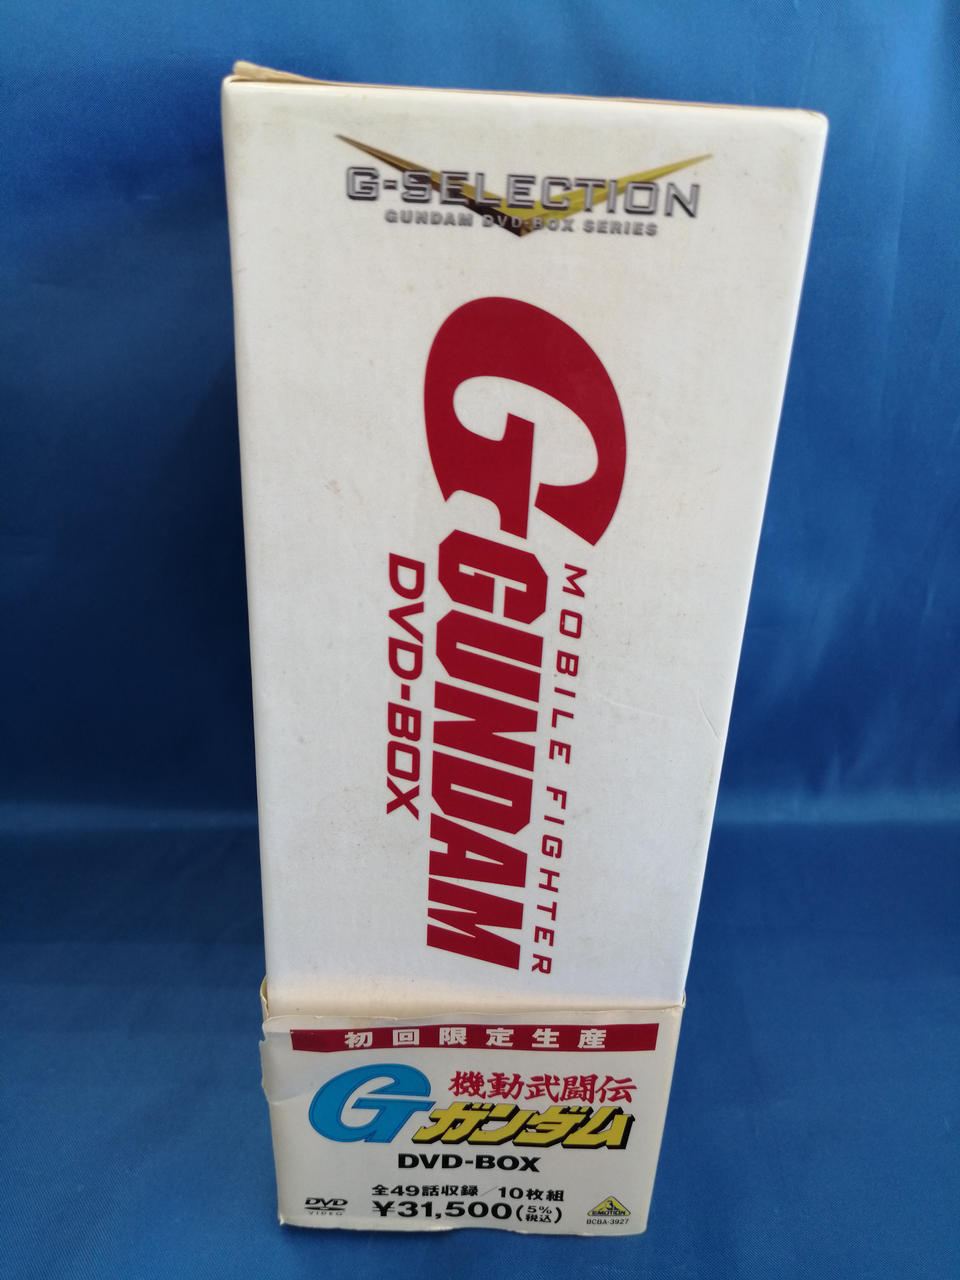 G-SELECTION
GUNDAM DVD-BOX SERIES
MOBILE FIGHTER
G GUNDAM
DVD-BOX
初回限定生産
機動武闘伝
Gガンダム
DVD-BOX
全49話収録/10枚組
¥31,500(5%税込)
DVD
VIDEO
EMOTION
BCBA-3927